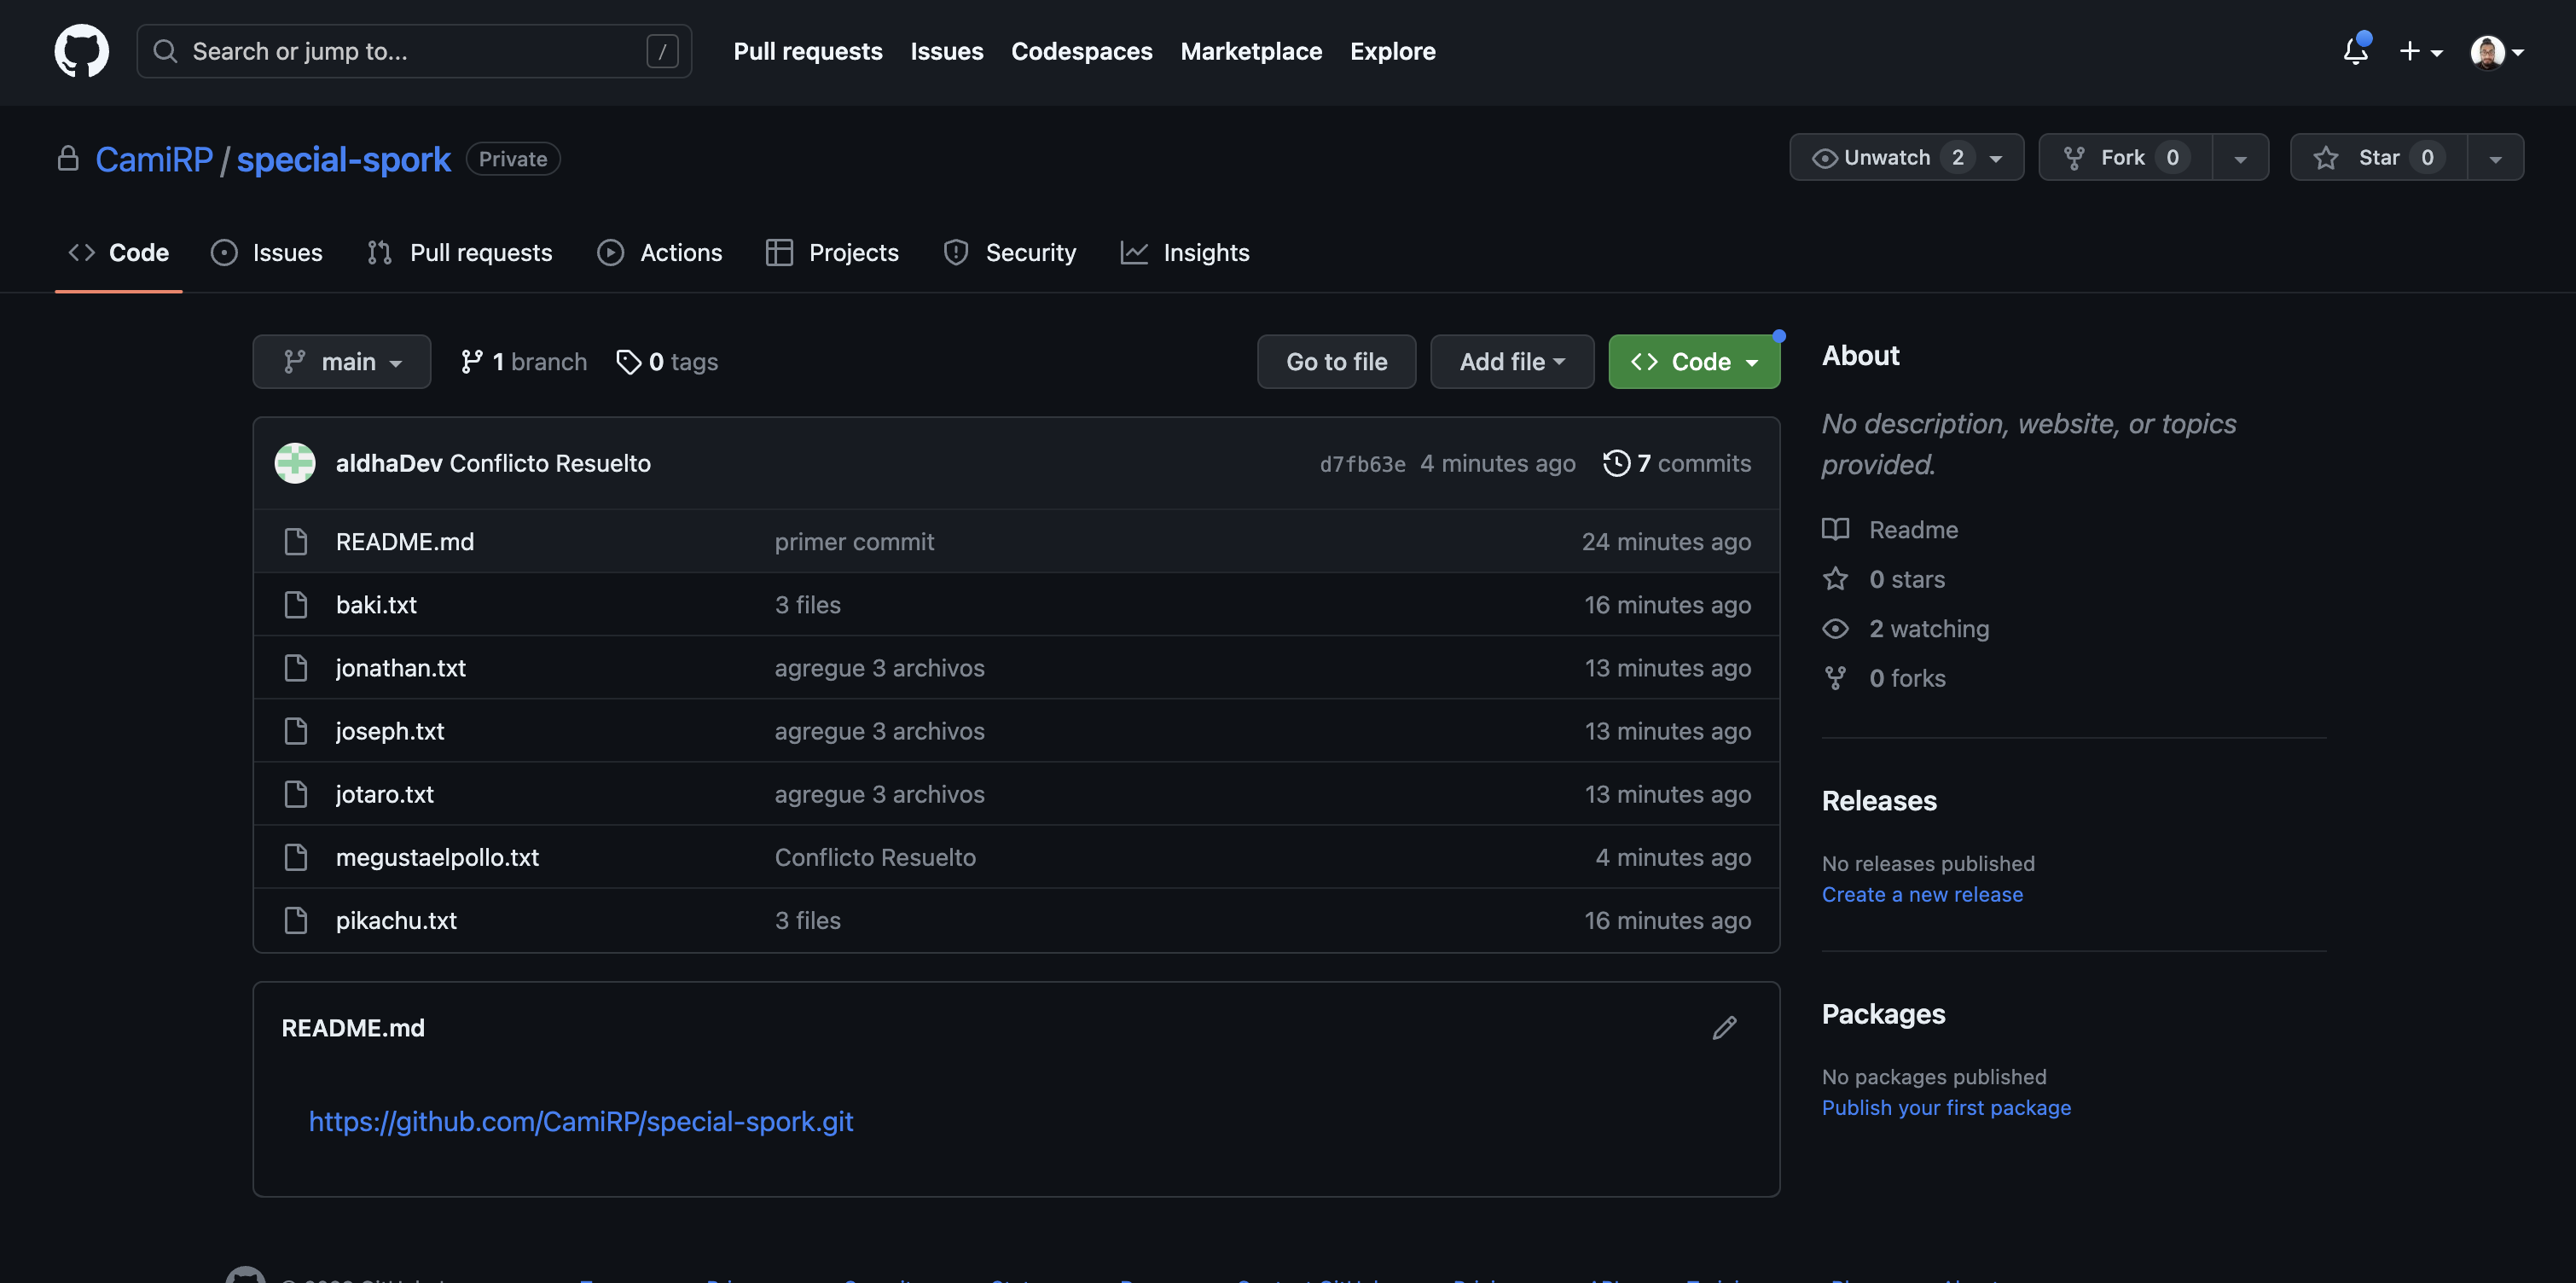 Search or jump to... /
Pull requests Issues Codespaces Marketplace Explore
CamiRP / special-spork Private
Unwatch 2 Fork 0 Star 0
Code Issues Pull requests Actions Projects Security Insights
main 1 branch 0 tags Go to file Add file Code
aldhaDev Conflicto Resuelto d7fb63e 4 minutes ago 7 commits
README.md primer commit 24 minutes ago
baki.txt 3 files 16 minutes ago
jonathan.txt agregue 3 archivos 13 minutes ago
joseph.txt agregue 3 archivos 13 minutes ago
jotaro.txt agregue 3 archivos 13 minutes ago
megustaelpollo.txt Conflicto Resuelto 4 minutes ago
pikachu.txt 3 files 16 minutes ago
README.md
https://github.com/CamiRP/special-spork.git
About
No description, website, or topics
provided.
Readme
0 stars
2 watching
0 forks
Releases
No releases published
Create a new release
Packages
No packages published
Publish your first package